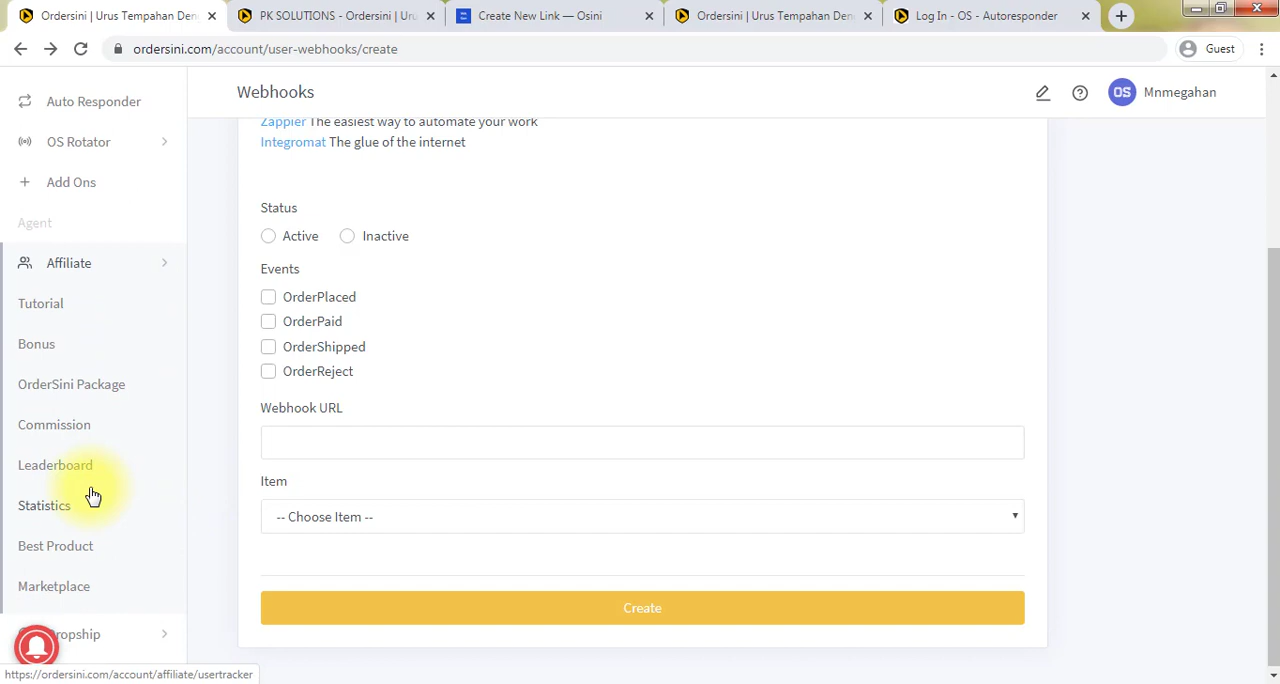 Ordersini | Urus Tempahan Den
PK SOLUTIONS - Ordersini | Uru
Create New Link — Osini
Ordersini | Urus Tempahan Den
Log In - OS - Autoresponder
ordersini.com/account/user-webhooks/create
Guest
Auto Responder
OS Rotator
Add Ons
Agent
Affiliate
Tutorial
Bonus
OrderSini Package
Commission
Leaderboard
Statistics
Best Product
Marketplace
ropship
https://ordersini.com/account/affiliate/usertracker
Webhooks
OS Mnmegahan
Zappier The easiest way to automate your work
Integromat The glue of the internet
Status
Active Inactive
Events
OrderPlaced
OrderPaid
OrderShipped
OrderReject
Webhook URL
Item
-- Choose Item --
Create